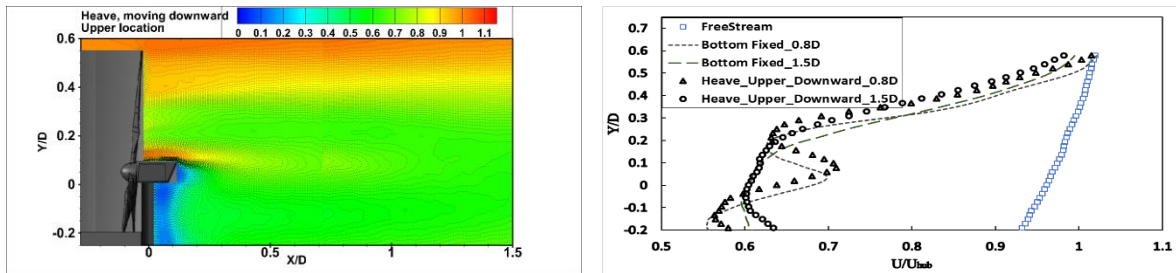 Heave, moving downward
Upper location
0 0.1 0.2 0.3 0.4 0.5 0.6 0.7 0.8 0.9 1 1.1
0.6
0.4
0.2
0
-0.2
Y/D
0 0.5 1 1.5
X/D
0.7
0.6
0.5
0.4
0.3
0.2
0.1
0
-0.1
-0.2
Y/D
FreeStream
Bottom Fixed_0.8D
Bottom Fixed_1.5D
Heave_Upper_Downward_0.8D
Heave_Upper_Downward_1.5D
0.5 0.6 0.7 0.8 0.9 1 1.1
U/Uhub